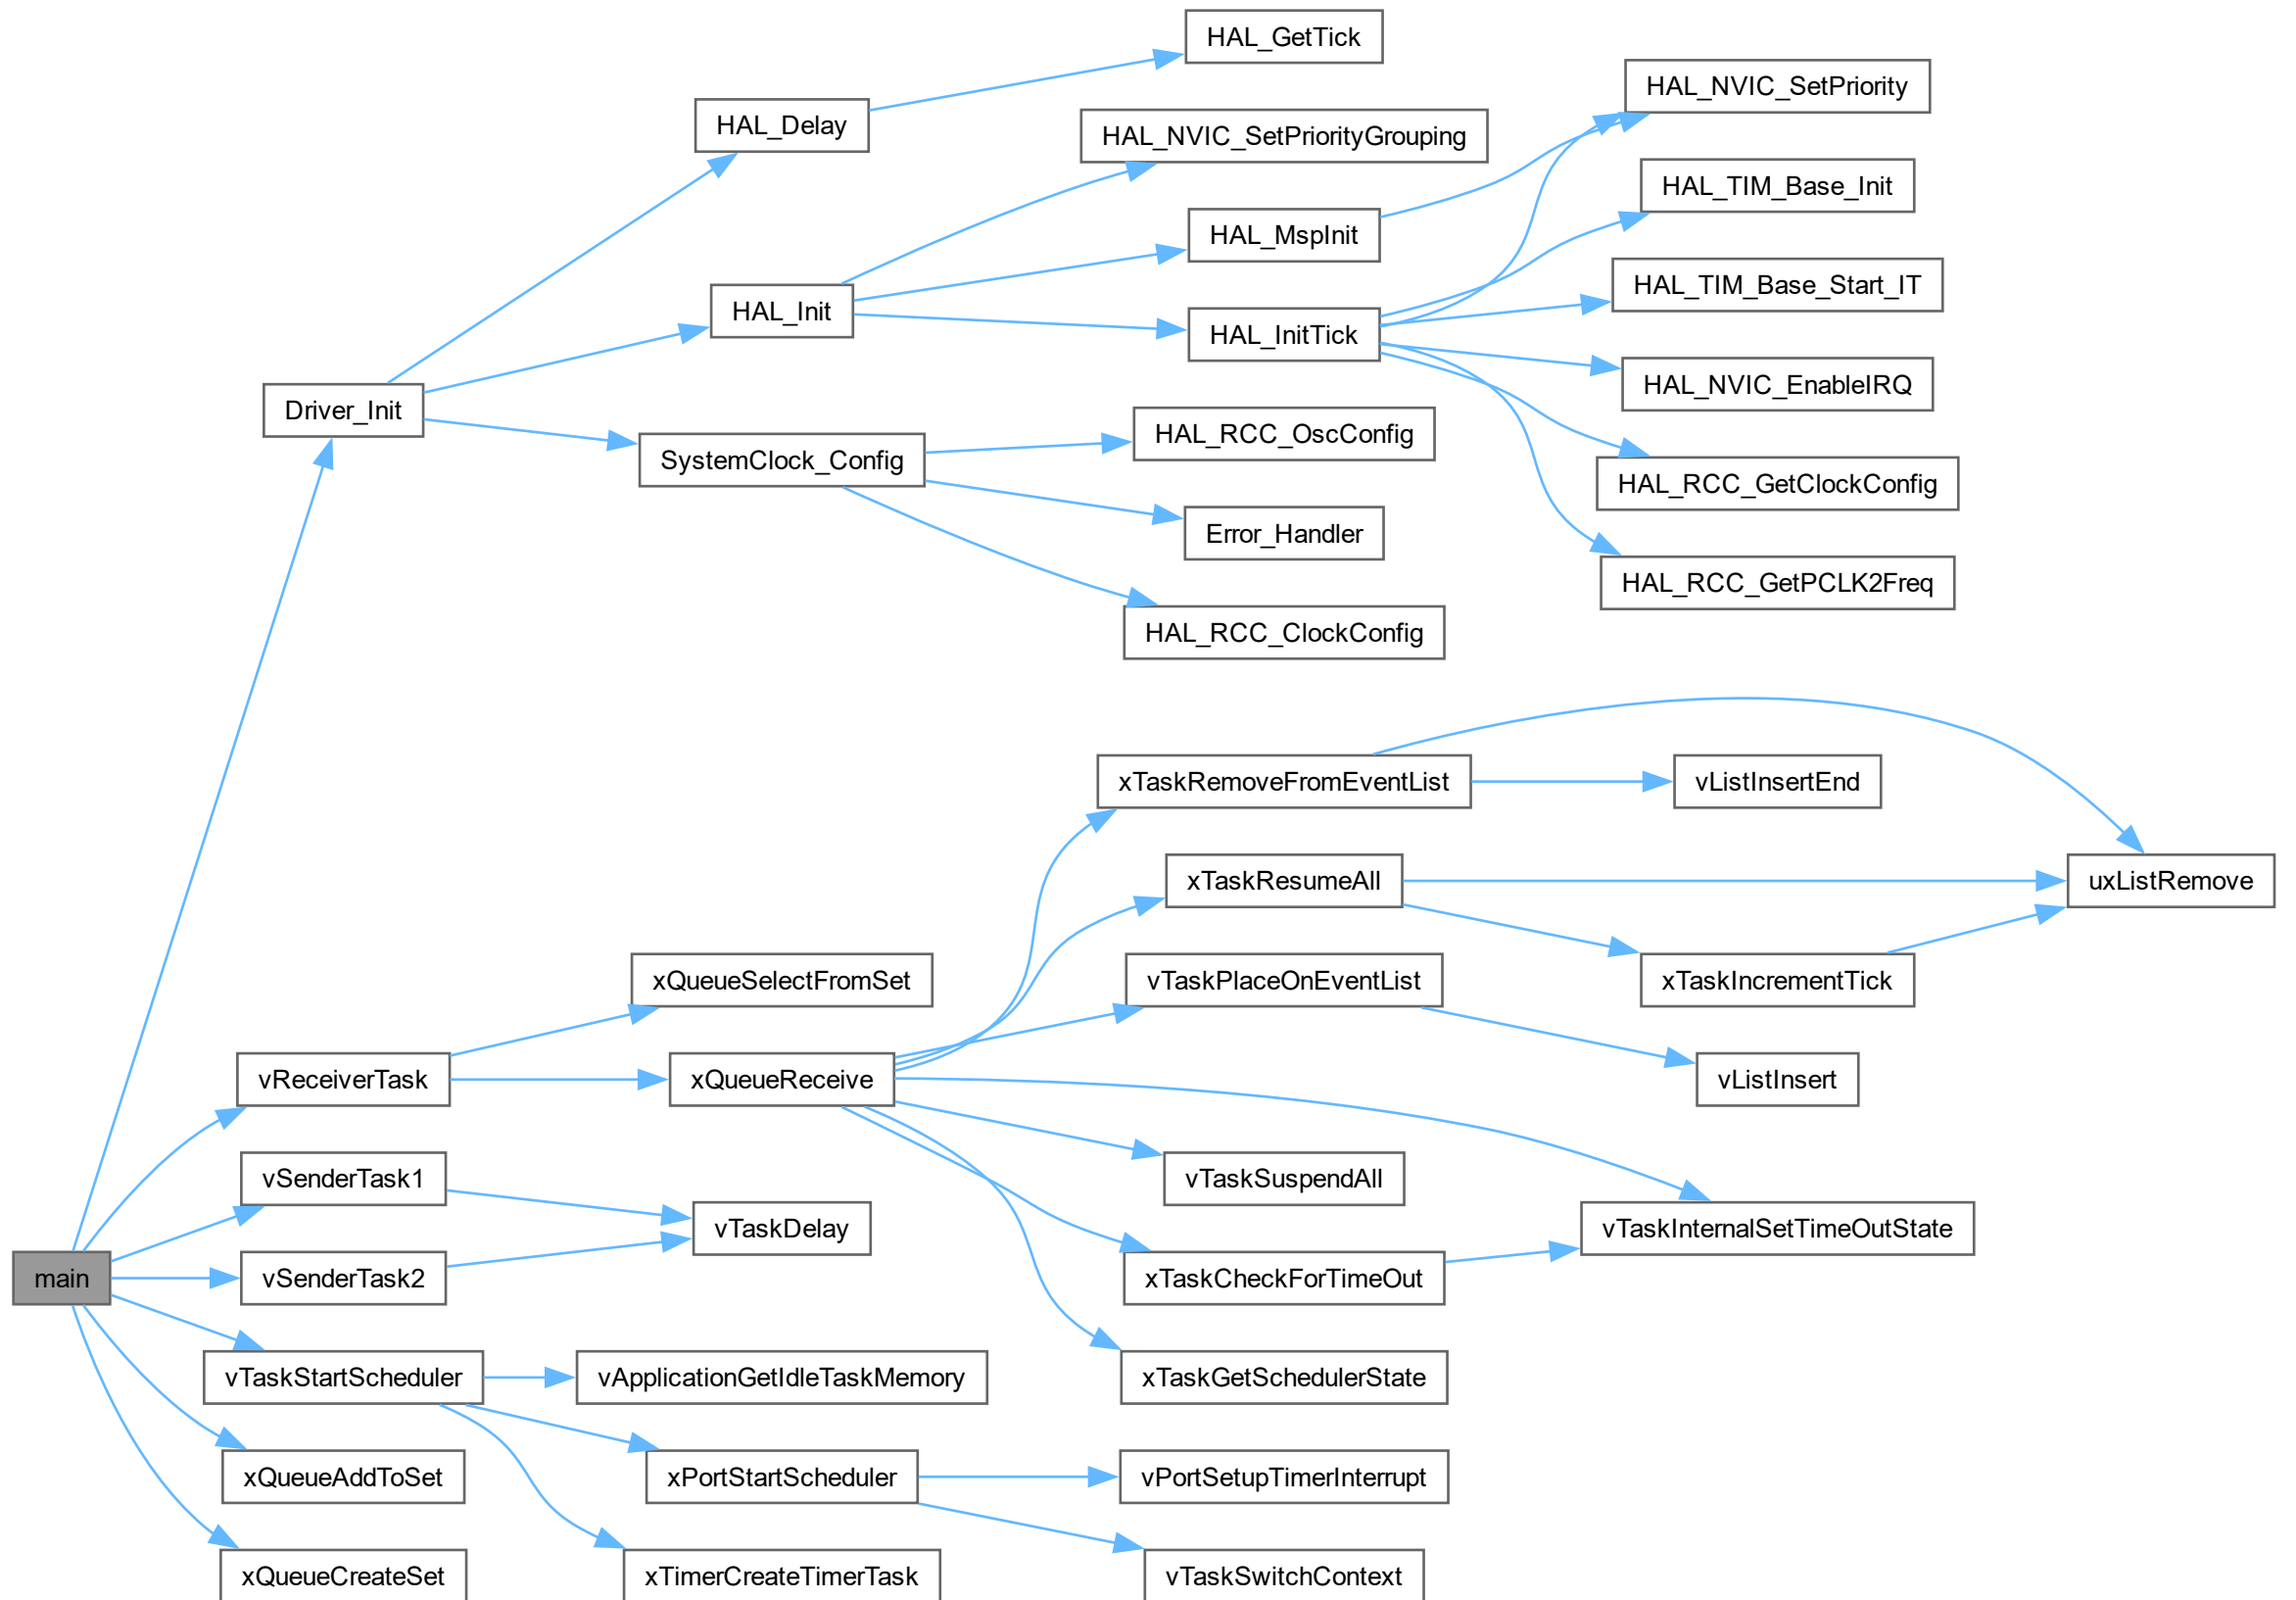 HAL_GetTick
HAL_NVIC_SetPriority
HAL_Delay
HAL_NVIC_SetPriorityGrouping
HAL_TIM_Base_Init
HAL_MspInit
HAL_TIM_Base_Start_IT
HAL_Init
HAL_InitTick
HAL_NVIC_EnableIRQ
Driver_Init
HAL_RCC_OscConfig
SystemClock_Config
HAL_RCC_GetClockConfig
Error_Handler
HAL_RCC_GetPCLK2Freq
HAL_RCC_ClockConfig
xTaskRemoveFromEventList
vListInsertEnd
xTaskResumeAll
uxListRemove
xQueueSelectFromSet
vTaskPlaceOnEventList
xTaskIncrementTick
vReceiverTask
xQueueReceive
vListInsert
vSenderTask1
vTaskSuspendAll
vTaskDelay
vTaskInternalSetTimeOutState
main
vSenderTask2
xTaskCheckForTimeOut
vTaskStartScheduler
vApplicationGetIdleTaskMemory
xTaskGetSchedulerState
xQueueAddToSet
xPortStartScheduler
vPortSetupTimerInterrupt
xQueueCreateSet
xTimerCreateTimerTask
vTaskSwitchContext